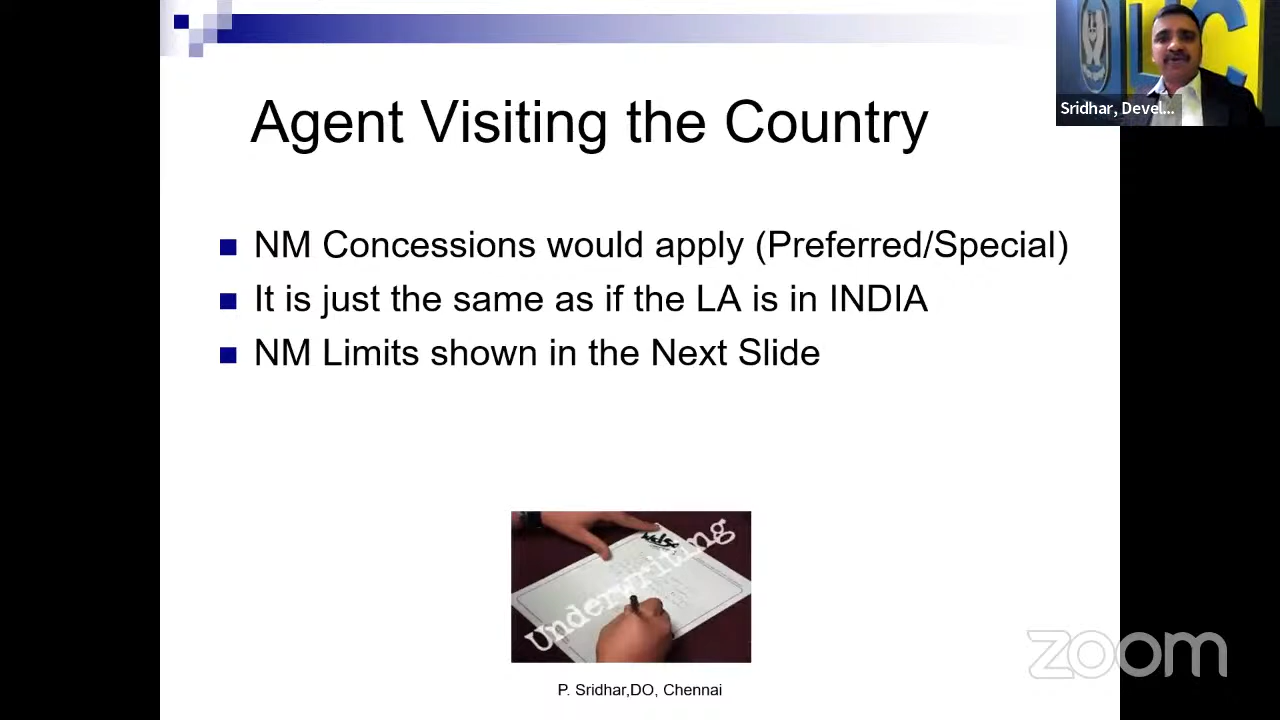 LIC
Sridhar, Devel...
Agent Visiting the Country
NM Concessions would apply (Preferred/Special)
It is just the same as if the LA is in INDIA
NM Limits shown in the Next Slide
Underwriting
P. Sridhar,DO, Chennai
zoom